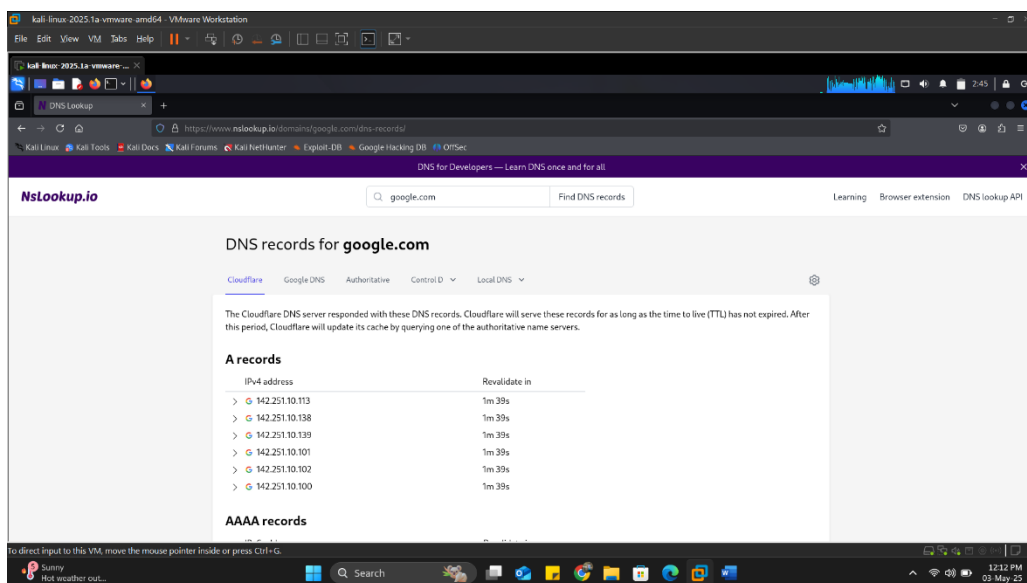 kali-linux-2025.1a-vmware-amd64 - VMware Workstation
File Edit View VM Tabs Help
kali-linux-2025.1a-vmware-...
2:45
DNS Lookup
https://www.nslookup.io/domains/google.com/dns-records/
Kali Linux Kali Tools Kali Docs Kali Forums Kali NetHunter Exploit-DB Google Hacking DB OffSec
DNS for Developers — Learn DNS once and for all
NsLookup.io
google.com
Find DNS records
Learning Browser extension DNS lookup API
DNS records for google.com
Cloudflare Google DNS Authoritative Control D Local DNS
The Cloudflare DNS server responded with these DNS records. Cloudflare will serve these records for as long as the time to live (TTL) has not expired. After
this period, Cloudflare will update its cache by querying one of the authoritative name servers.
A records
IPv4 address Revalidate in
142.251.10.113 1m 39s
142.251.10.138 1m 39s
142.251.10.139 1m 39s
142.251.10.101 1m 39s
142.251.10.102 1m 39s
142.251.10.100 1m 39s
AAAA records
To direct input to this VM, move the mouse pointer inside or press Ctrl+G.
Sunny
Hot weather out...
Search
12:12 PM
03-May-25